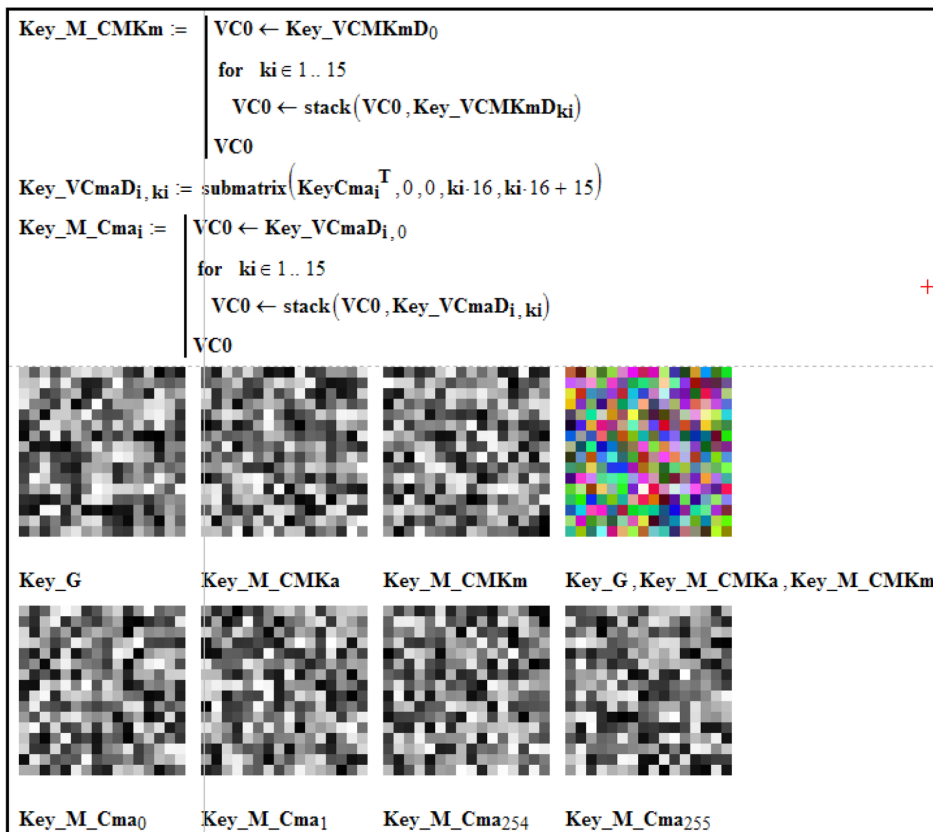 Key_M_CMKm := VC0 ← Key_VCMKmD0
for ki ∈ 1 .. 15
VC0 ← stack(VC0 , Key_VCMKmDki)
VC0
Key_VCmaDi , ki := submatrix(KeyCmai^T , 0 , 0 , ki·16 , ki·16 + 15)
Key_M_Cmai := VC0 ← Key_VCmaDi , 0
for ki ∈ 1 .. 15
VC0 ← stack(VC0 , Key_VCmaDi , ki)
VC0
Key_G Key_M_CMKa Key_M_CMKm Key_G , Key_M_CMKa , Key_M_CMKm
Key_M_Cma0 Key_M_Cma1 Key_M_Cma254 Key_M_Cma255